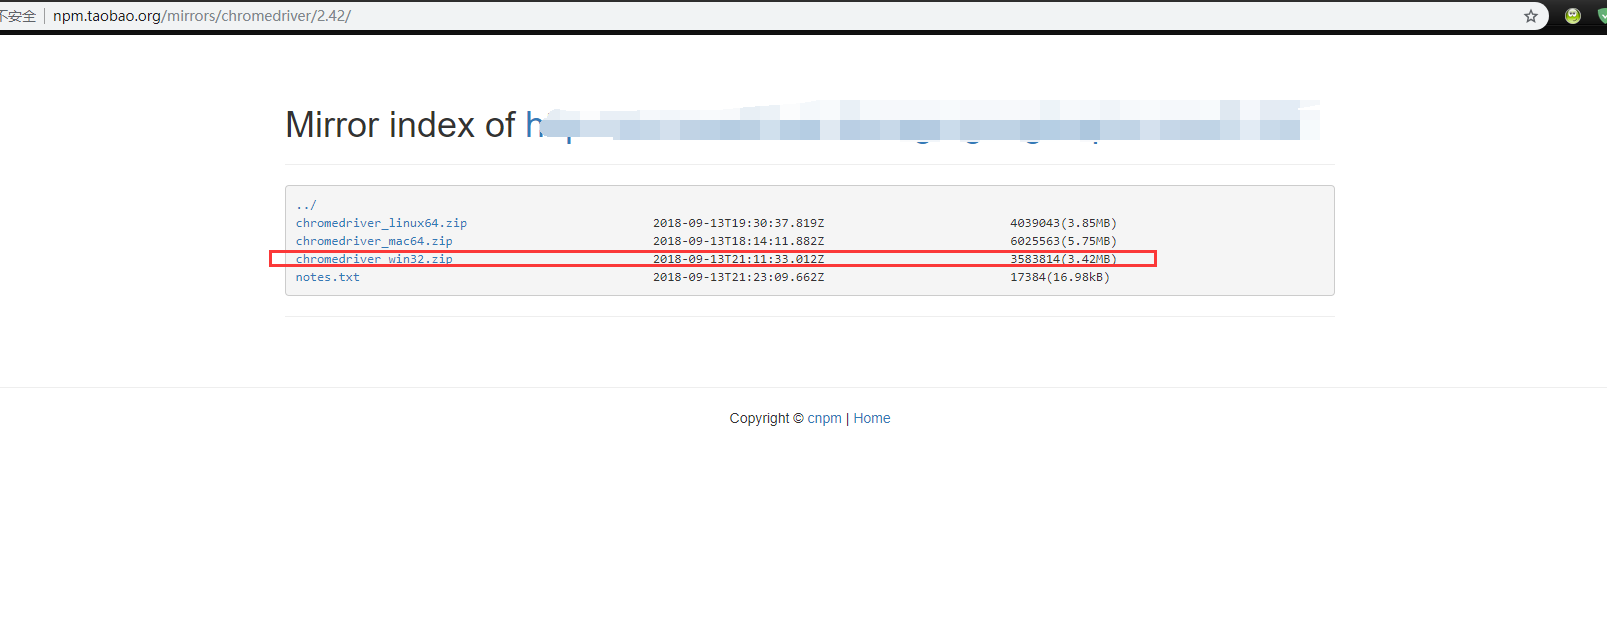 不安全 npm.taobao.org/mirrors/chromedriver/2.42/
Mirror index of
../
chromedriver_linux64.zip 2018-09-13T19:30:37.819Z 4039043(3.85MB)
chromedriver_mac64.zip 2018-09-13T18:14:11.882Z 6025563(5.75MB)
chromedriver_win32.zip 2018-09-13T21:11:33.012Z 3583814(3.42MB)
notes.txt 2018-09-13T21:23:09.662Z 17384(16.98kB)
Copyright © cnpm | Home